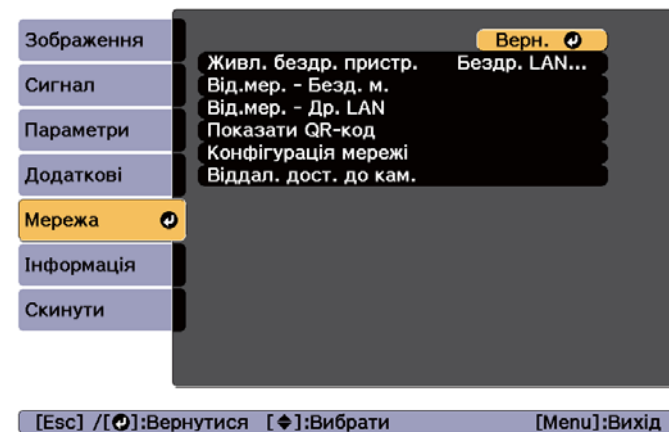 Зображення
Сигнал
Параметри
Додаткові
Мережа
Інформація
Скинути
Верн.
Живл. бездр. пристр. Бездр. LAN...
Від.мер. - Безд. м.
Від.мер. - Др. LAN
Показати QR-код
Конфігурація мережі
Віддал. дост. до кам.
[Esc] /[⏎]:Вернутися [◆]:Вибрати [Menu]:Вихід